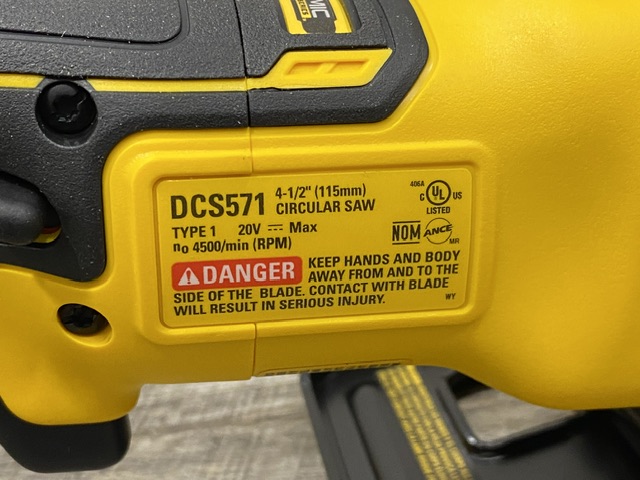 MIC
DCS571 4-1/2" (115mm)
CIRCULAR SAW
TYPE 1 20V ⎓ Max
no 4500/min (RPM)
406A
C UL US
LISTED
NOM ANCE MR
DANGER KEEP HANDS AND BODY
AWAY FROM AND TO THE
SIDE OF THE BLADE. CONTACT WITH BLADE
WILL RESULT IN SERIOUS INJURY.
WY